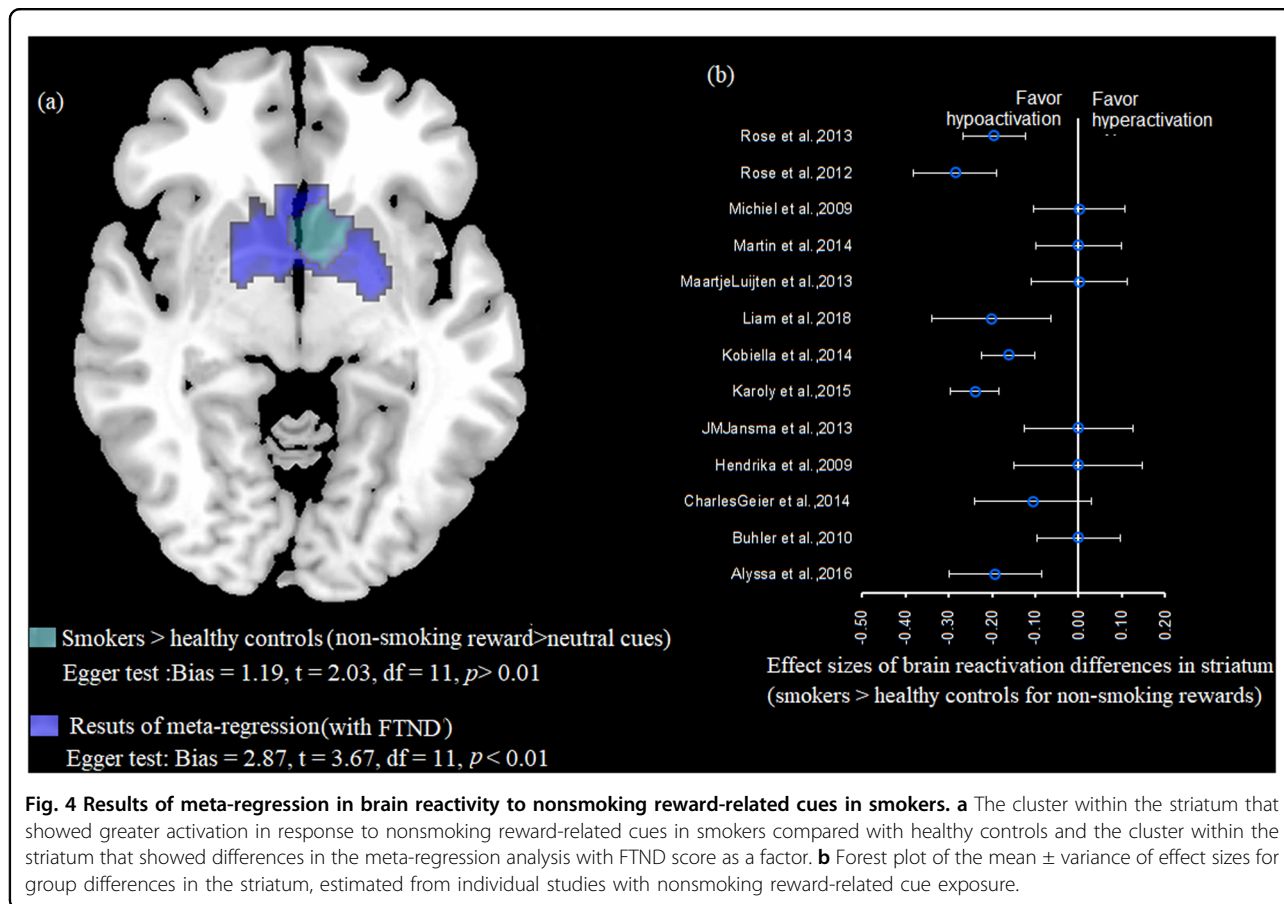 (a)
Smokers > healthy controls (non-smoking reward>neutral cues)
Egger test :Bias = 1.19, t = 2.03, df = 11, p> 0.01
Resuts of meta-regression(with FTND)
Egger test: Bias = 2.87, t = 3.67, df = 11, p < 0.01
(b)
Favor
hypoactivation
Favor
hyperactivation
Rose et al.,2013
Rose et al.,2012
Michiel et al.,2009
Martin et al.,2014
MaartjeLuijten et al.,2013
Liam et al.,2018
Kobiella et al.,2014
Karoly et al.,2015
JMJansma et al.,2013
Hendrika et al.,2009
CharlesGeier et al.,2014
Buhler et al.,2010
Alyssa et al.,2016
-0.50
-0.40
-0.30
-0.20
-0.10
0.00
0.10
0.20
Effect sizes of brain reactivation differences in striatum
(smokers > healthy controls for non-smoking rewards)
Fig. 4 Results of meta-regression in brain reactivity to nonsmoking reward-related cues in smokers. a The cluster within the striatum that
showed greater activation in response to nonsmoking reward-related cues in smokers compared with healthy controls and the cluster within the
striatum that showed differences in the meta-regression analysis with FTND score as a factor. b Forest plot of the mean ± variance of effect sizes for
group differences in the striatum, estimated from individual studies with nonsmoking reward-related cue exposure.